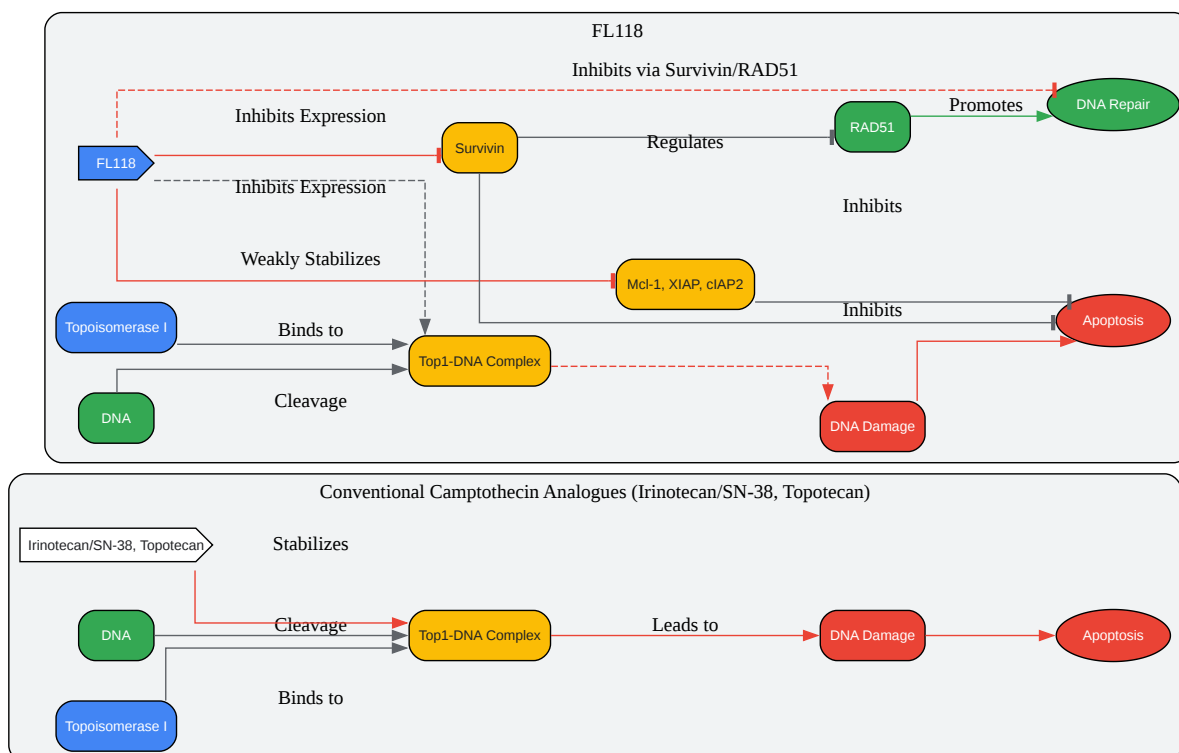 FL118
Inhibits via Survivin/RAD51
DNA Repair
Promotes
Inhibits Expression
RAD51
Survivin
Regulates
FL118
Inhibits Expression
Inhibits
Weakly Stabilizes
Mcl-1, XIAP, cIAP2
Inhibits
Apoptosis
Topoisomerase I
Binds to
Top1-DNA Complex
Cleavage
DNA
DNA Damage
Conventional Camptothecin Analogues (Irinotecan/SN-38, Topotecan)
Irinotecan/SN-38, Topotecan
Stabilizes
DNA
Cleavage
Top1-DNA Complex
Leads to
DNA Damage
Apoptosis
Binds to
Topoisomerase I